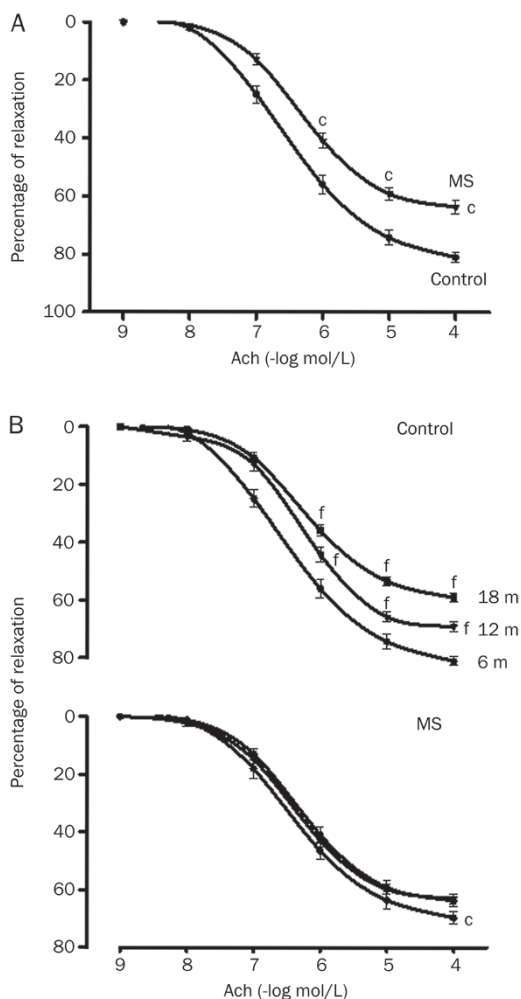 A
Percentage of relaxation
0
20
40
60
80
100
c
c
MS
c
Control
9 8 7 6 5 4
Ach (-log mol/L)
B
Control
Percentage of relaxation
0
20
40
60
80
f
f
f
f
f
18 m
f 12 m
6 m
MS
0
20
40
60
80
c
9 8 7 6 5 4
Ach (-log mol/L)